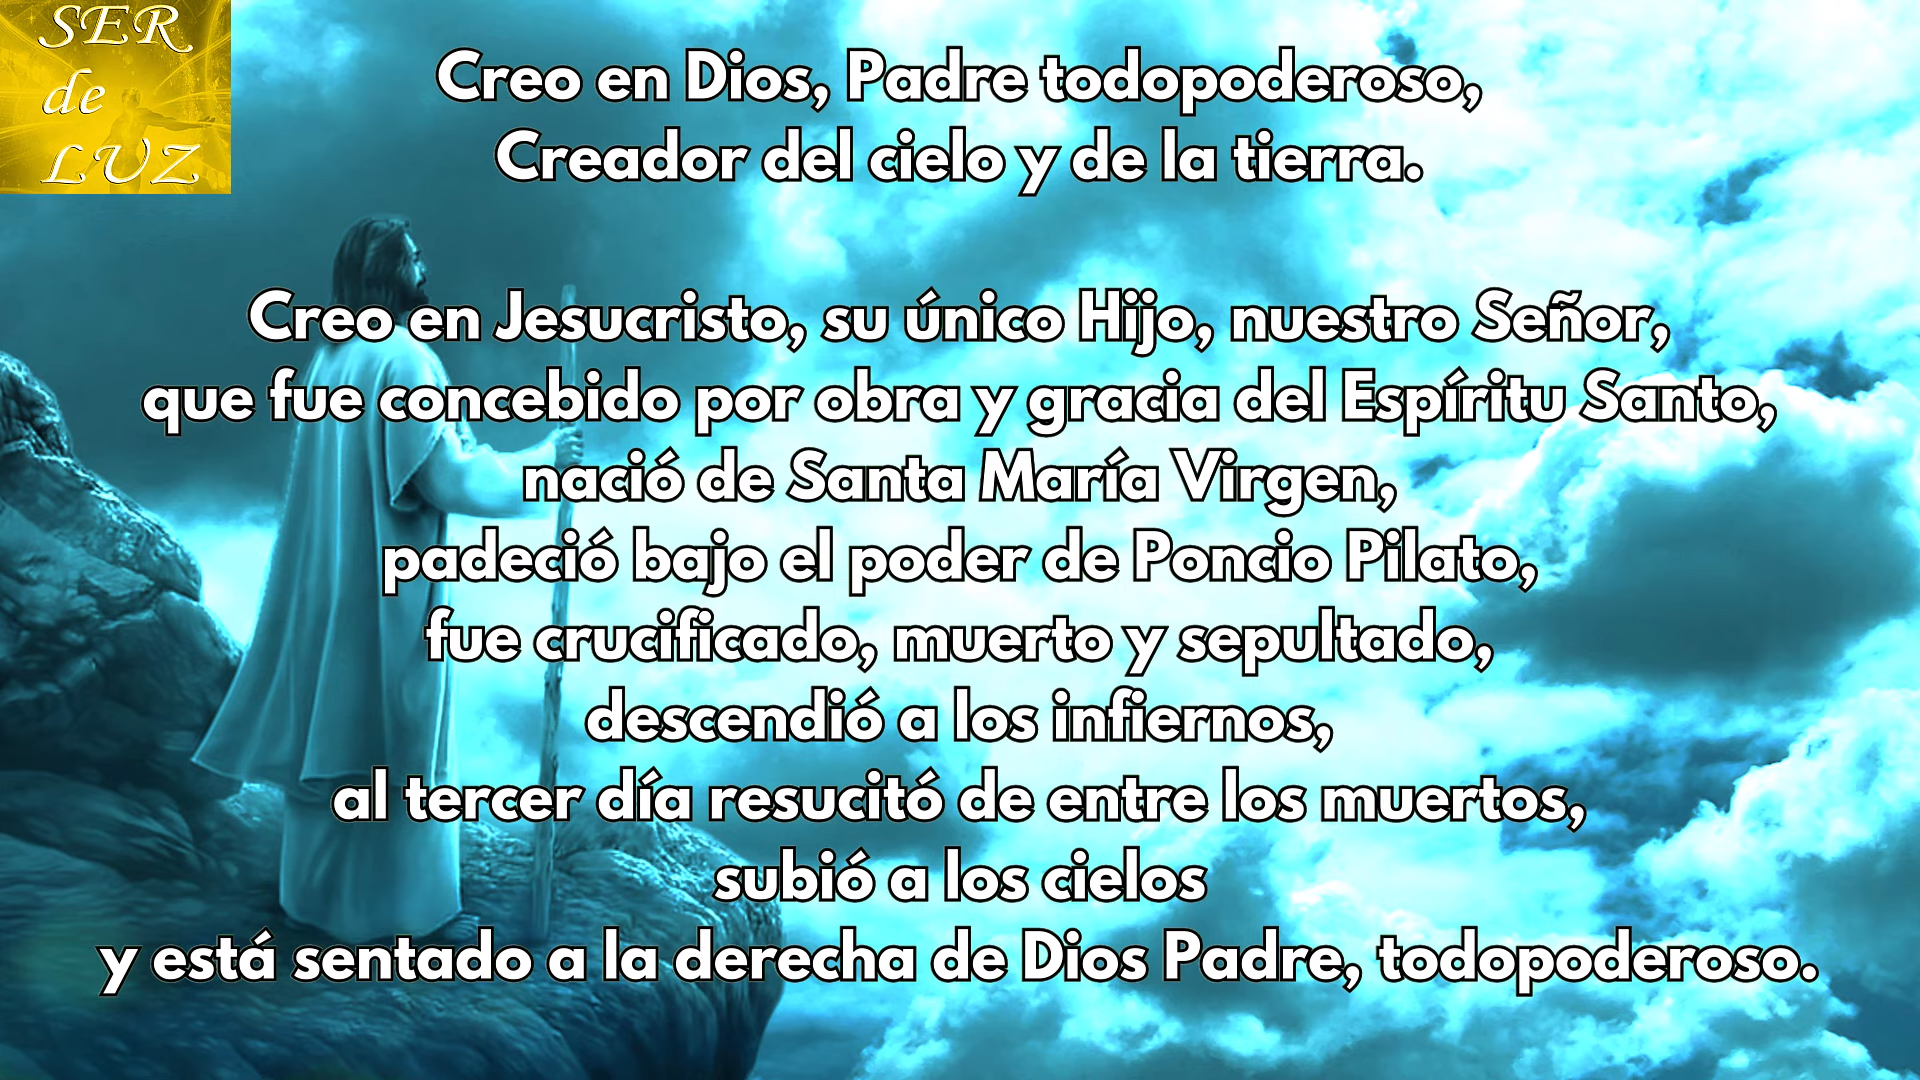 SER
de
LUZ
Creo en Dios, Padre todopoderoso,
Creador del cielo y de la tierra.
Creo en Jesucristo, su único Hijo, nuestro Señor,
que fue concebido por obra y gracia del Espíritu Santo,
nació de Santa María Virgen,
padeció bajo el poder de Poncio Pilato,
fue crucificado, muerto y sepultado,
descendió a los infiernos,
al tercer día resucitó de entre los muertos,
subió a los cielos
y está sentado a la derecha de Dios Padre, todopoderoso.